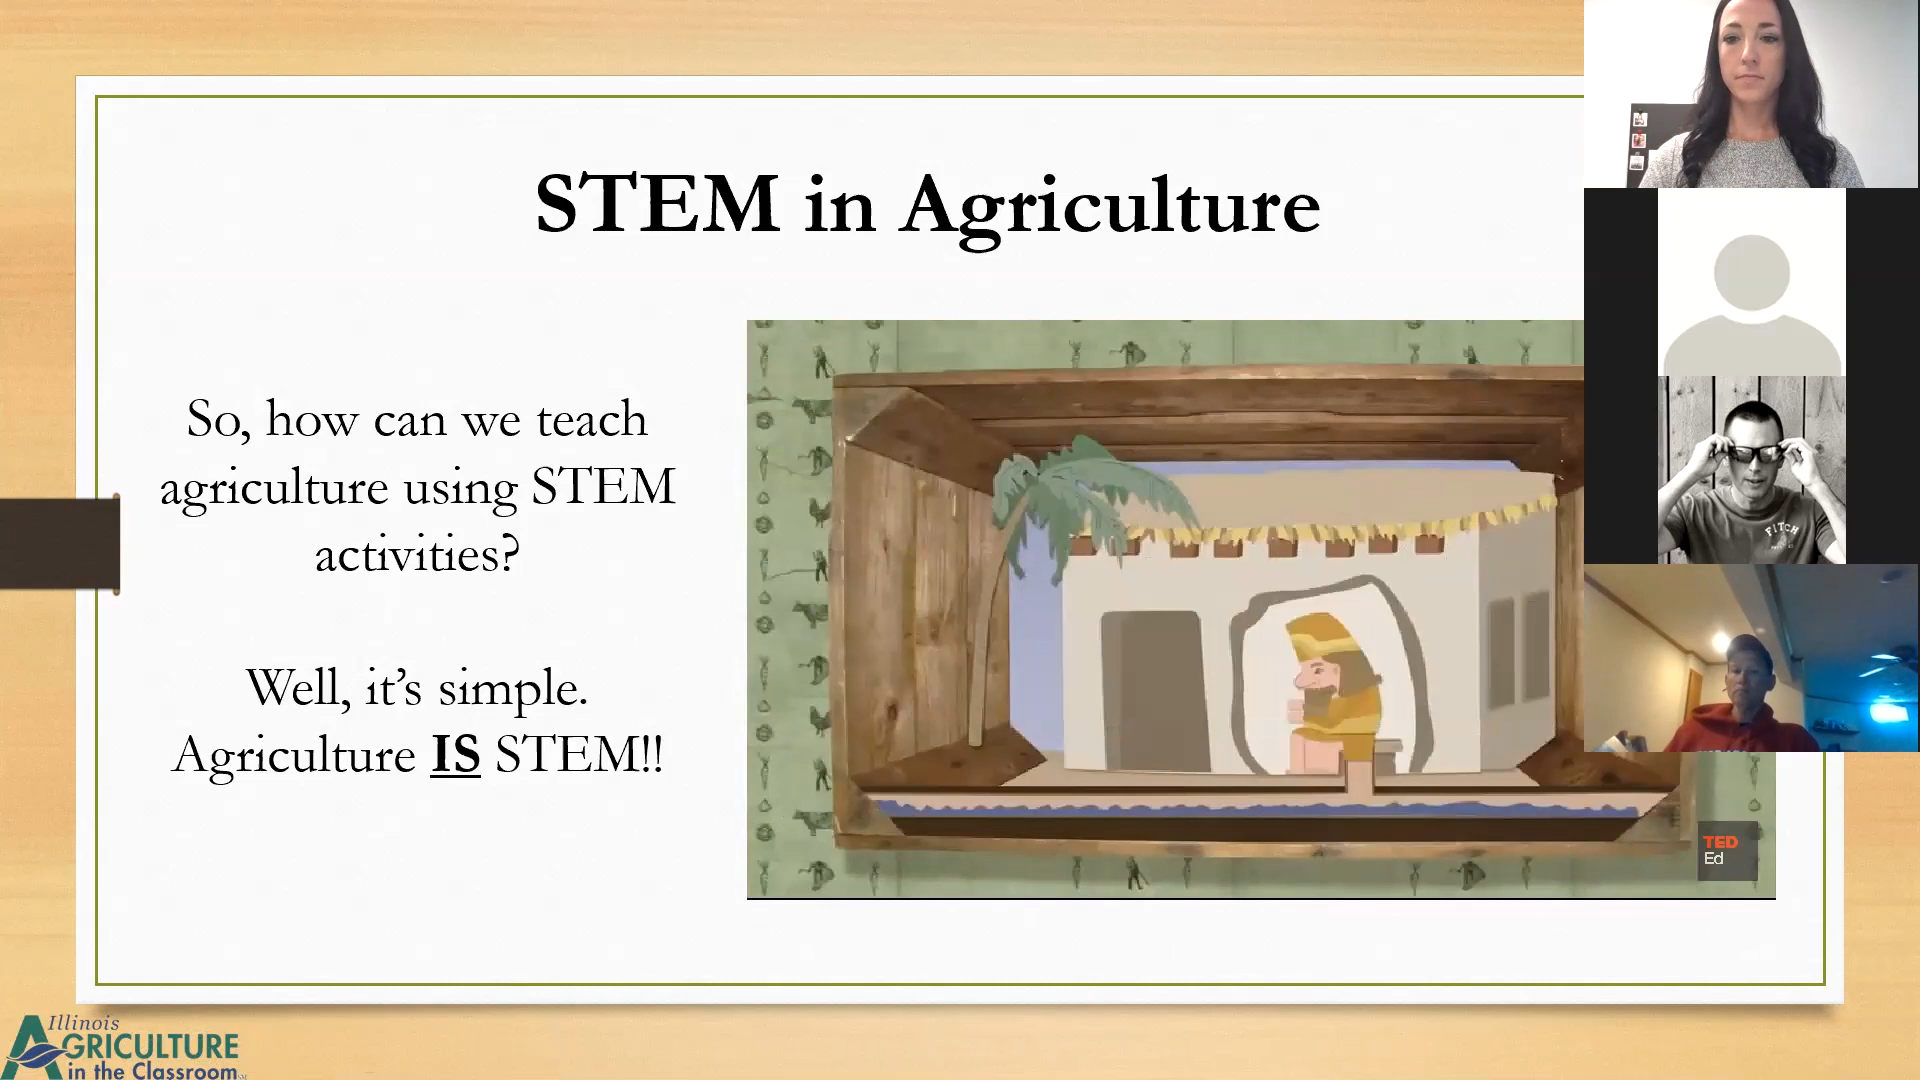 STEM in Agriculture
So, how can we teach
agriculture using STEM
activities?
Well, it’s simple.
Agriculture IS STEM!!
TED
Ed
FITCH
Illinois
AGRICULTURE
in the Classroom